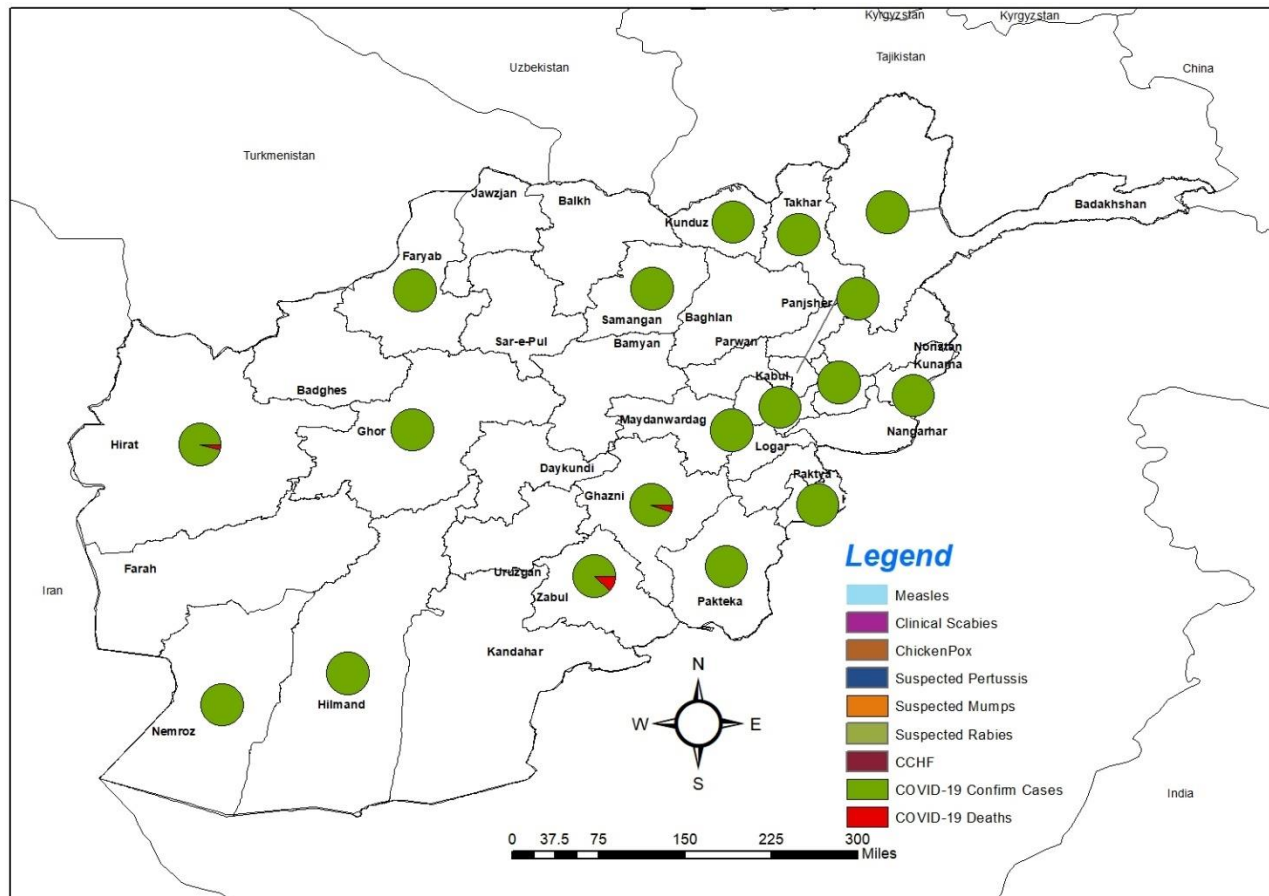 Kyrgyzstan
Kyrgyzstan
Tajikistan
Uzbekistan
China
Turkmenistan
Jawzjan
Balkh
Takhar
Badakhshan
Kunduz
Faryab
Panjsher
Samangan
Baghlan
Sar-e-Pul
Bamyan
Parwan
Kunarha
Kabul
Badghes
Maydanwardag
Ghor
Nangarhar
Hirat
Logar
Daykundi
Paktya
Ghazni
Farah
Uruzgan
Iran
Zabul
Pakteka
Kandahar
Hilmand
Nemroz
India
Legend
Measles
Clinical Scabies
ChickenPox
Suspected Pertussis
Suspected Mumps
Suspected Rabies
CCHF
COVID-19 Confirm Cases
COVID-19 Deaths
N
W E
S
0 37.5 75 150 225 300
Miles